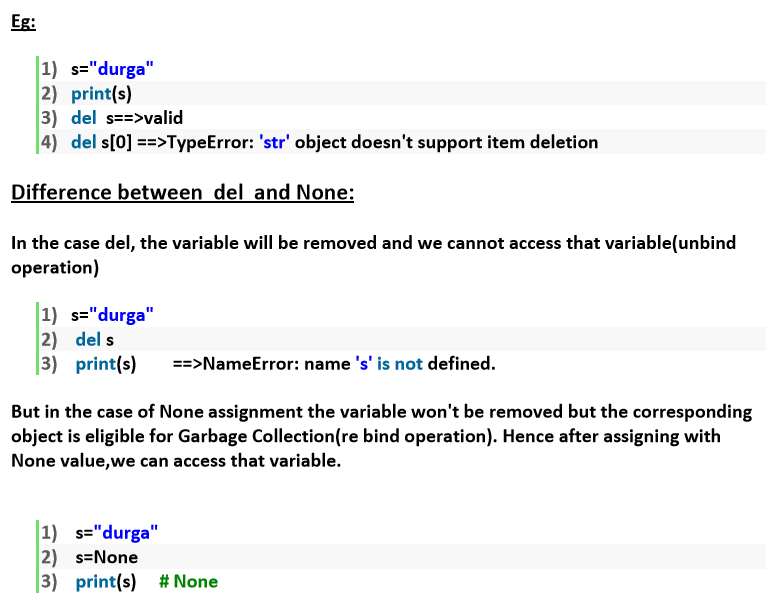 Eg:
1) s="durga"
2) print(s)
3) del s==>valid
4) del s[0] ==>TypeError: 'str' object doesn't support item deletion
Difference between del and None:
In the case del, the variable will be removed and we cannot access that variable(unbind
operation)
1) s="durga"
2) del s
3) print(s) ==>NameError: name 's' is not defined.
But in the case of None assignment the variable won't be removed but the corresponding
object is eligible for Garbage Collection(re bind operation). Hence after assigning with
None value,we can access that variable.
1) s="durga"
2) s=None
3) print(s) # None